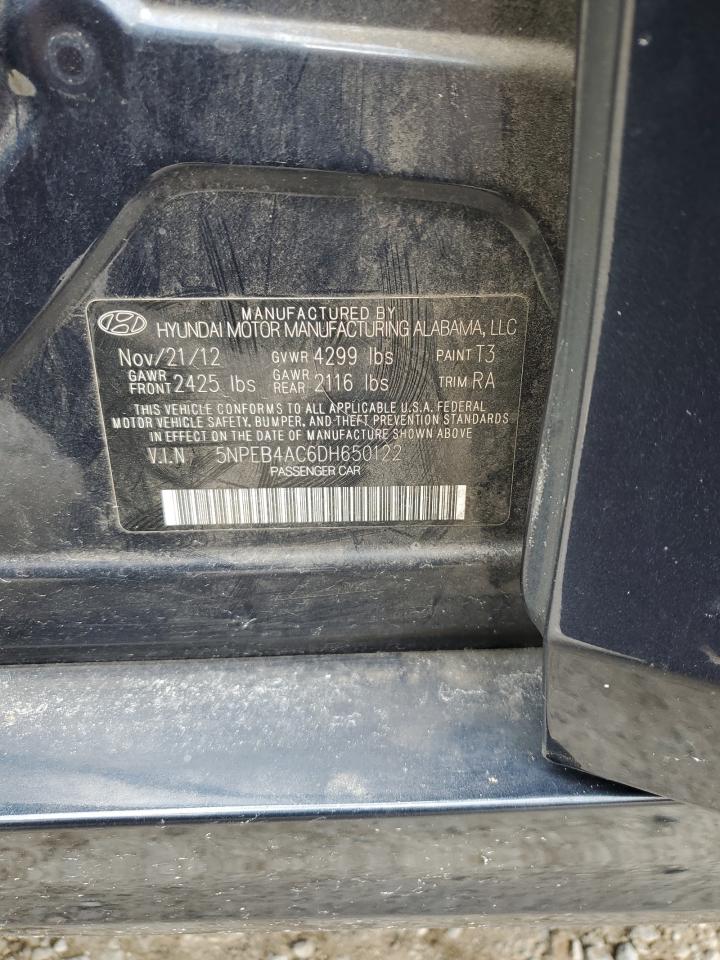 MANUFACTURED BY
HYUNDAI MOTOR MANUFACTURING ALABAMA, LLC
Nov/21/12 GVWR 4299 lbs PAINT T3
GAWR FRONT 2425 lbs GAWR REAR 2116 lbs TRIM RA
THIS VEHICLE CONFORMS TO ALL APPLICABLE U.S.A. FEDERAL
MOTOR VEHICLE SAFETY, BUMPER, AND THEFT PREVENTION STANDARDS
IN EFFECT ON THE DATE OF MANUFACTURE SHOWN ABOVE
V.I.N 5NPEB4AC6DH650122
PASSENGER CAR